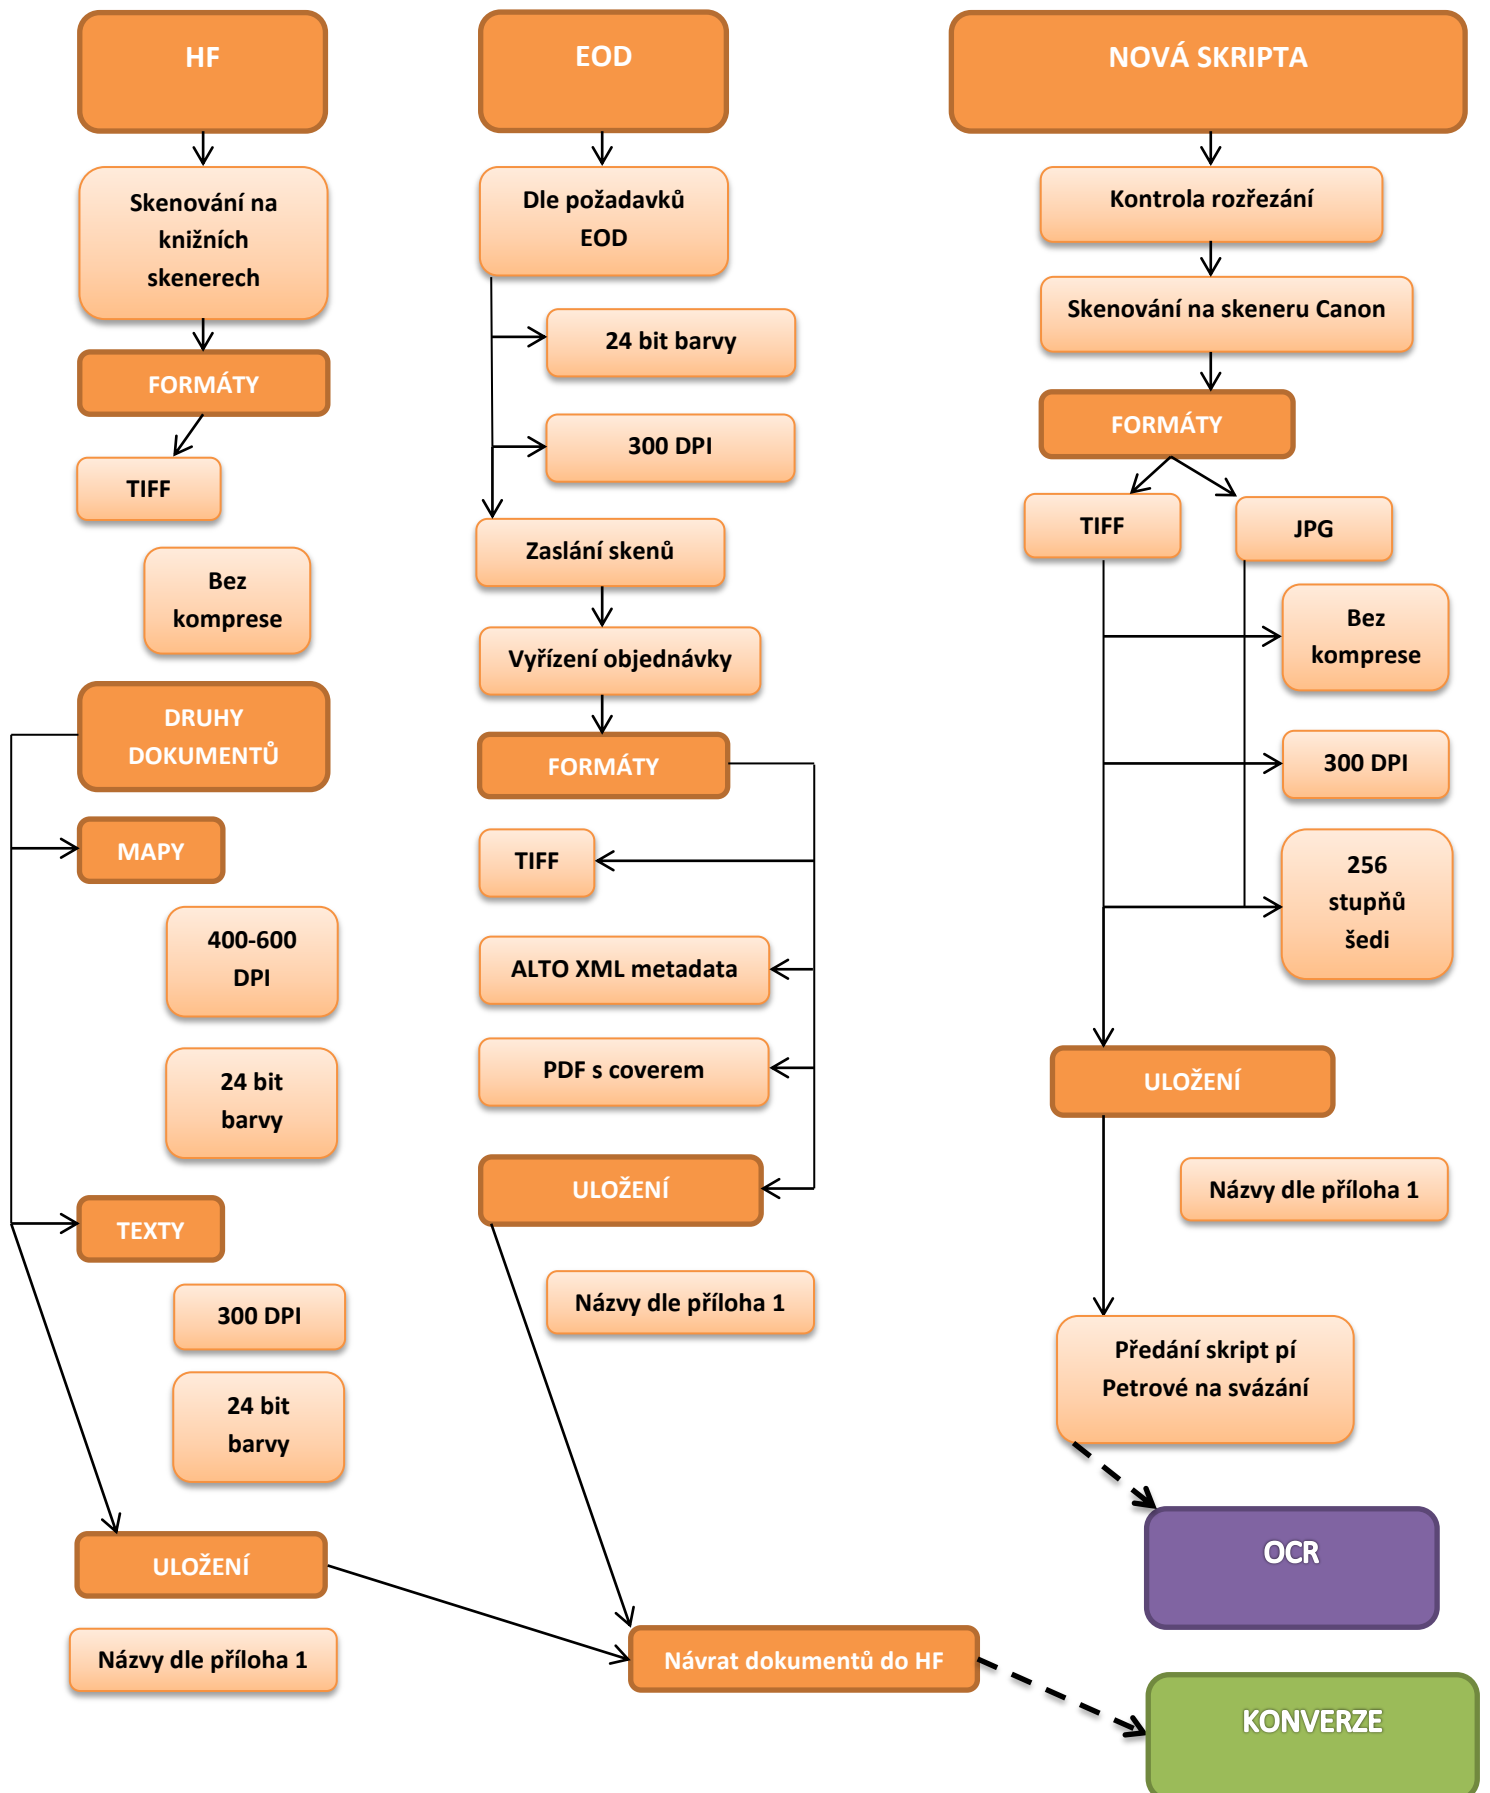 HF
Skenování na
knižních
skenerech
FORMÁTY
TIFF
Bez
komprese
DRUHY
DOKUMENTŮ
MAPY
400-600
DPI
24 bit
barvy
TEXTY
300 DPI
24 bit
barvy
ULOŽENÍ
Názvy dle příloha 1
EOD
Dle požadavků
EOD
24 bit barvy
300 DPI
Zaslání skenů
Vyřízení objednávky
FORMÁTY
TIFF
ALTO XML metadata
PDF s coverem
ULOŽENÍ
Názvy dle příloha 1
Návrat dokumentů do HF
NOVÁ SKRIPTA
Kontrola rozřezání
Skenování na skeneru Canon
FORMÁTY
TIFF
JPG
Bez
komprese
300 DPI
256
stupňů
šedi
ULOŽENÍ
Názvy dle příloha 1
Předání skript pí
Petrové na svázání
OCR
KONVERZE